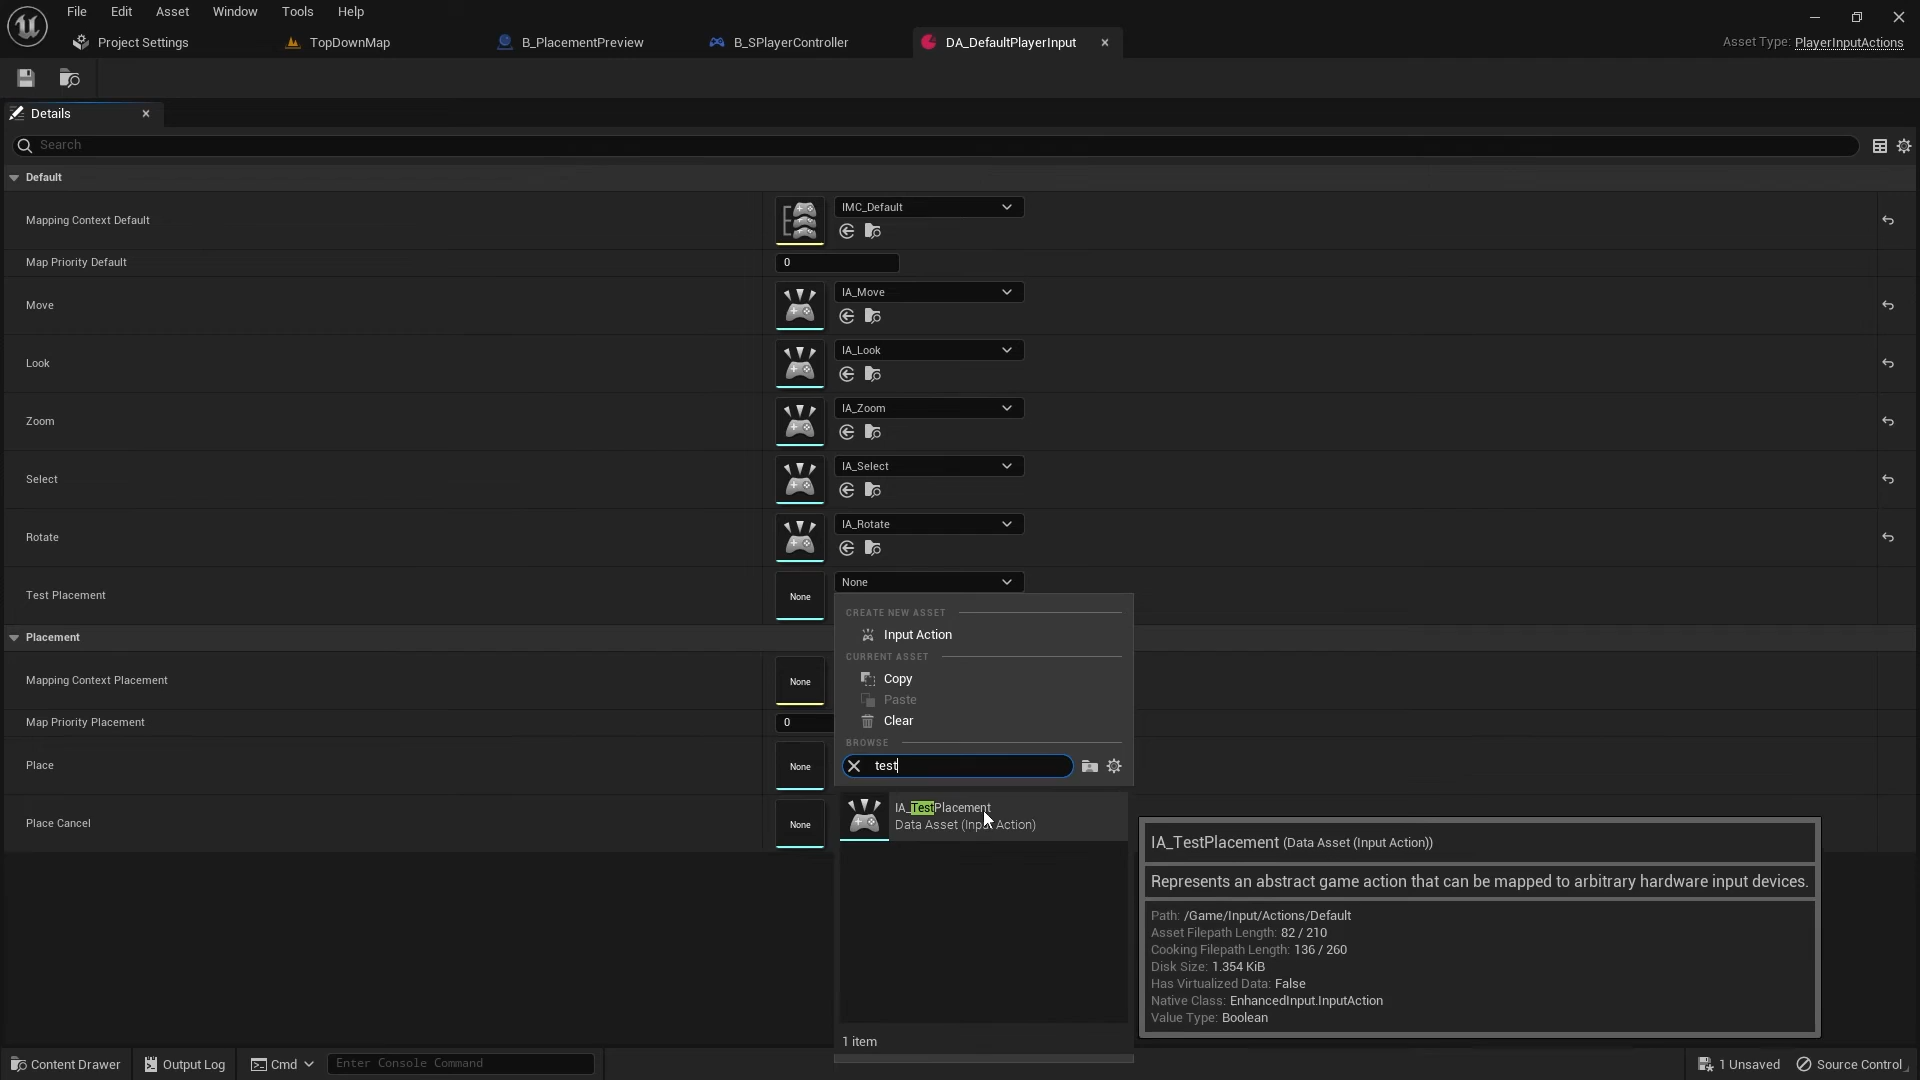 File Edit Asset Window Tools Help
Project Settings TopDownMap B_PlacementPreview B_SPlayerController DA_DefaultPlayerInput Asset Type: PlayerInputActions
Details
Search
Default
Mapping Context Default IMC_Default
Map Priority Default 0
Move IA_Move
Look IA_Look
Zoom IA_Zoom
Select IA_Select
Rotate IA_Rotate
Test Placement None None
CREATE NEW ASSET
Input Action
CURRENT ASSET
Copy
Paste
Clear
BROWSE
test
IA_TestPlacement
Data Asset (Input Action)
1 item
Placement
Mapping Context Placement None
Map Priority Placement 0
Place None
Place Cancel None
IA_TestPlacement (Data Asset (Input Action))
Represents an abstract game action that can be mapped to arbitrary hardware input devices.
Path: /Game/Input/Actions/Default
Asset Filepath Length: 82 / 210
Cooking Filepath Length: 136 / 260
Disk Size: 1.354 KiB
Has Virtualized Data: False
Native Class: EnhancedInput.InputAction
Value Type: Boolean
Content Drawer Output Log Cmd Enter Console Command 1 Unsaved Source Control